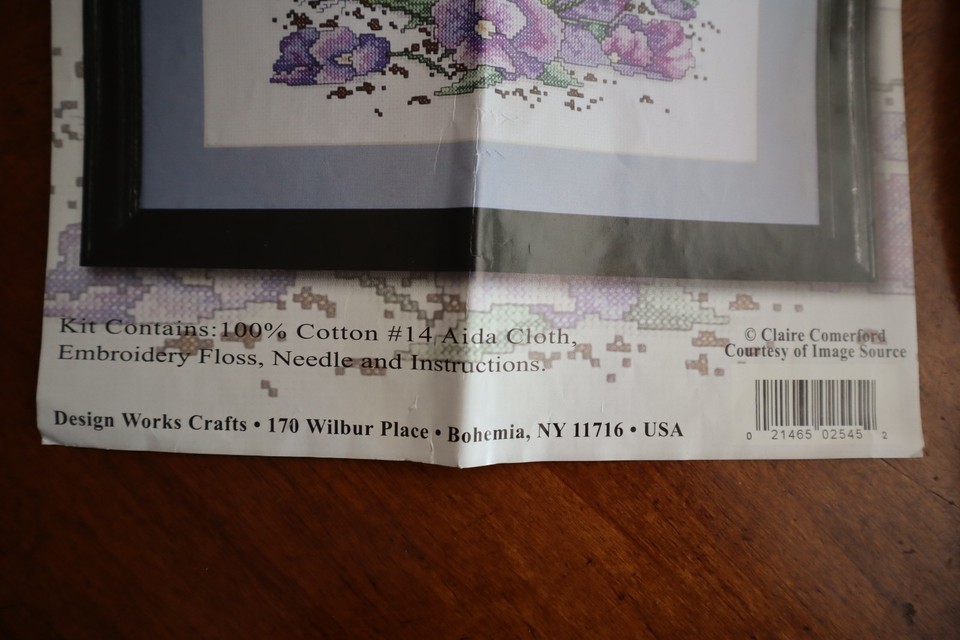 Kit Contains:100% Cotton #14 Aida Cloth,
Embroidery Floss, Needle and Instructions.
© Claire Comerford
Courtesy of Image Source
Design Works Crafts • 170 Wilbur Place • Bohemia, NY 11716 • USA
0 21465 02545 2